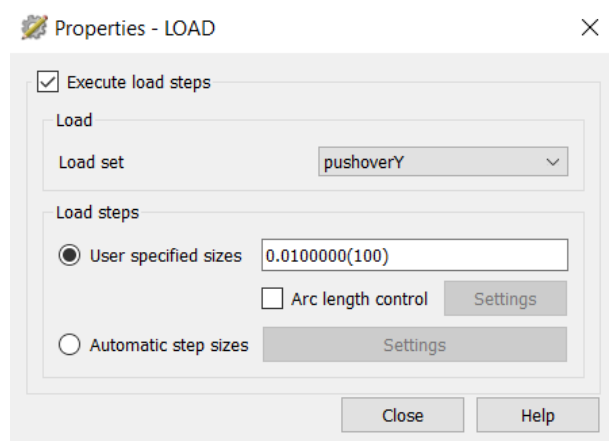 Properties - LOAD
Execute load steps
Load
Load set pushoverY
Load steps
User specified sizes 0.0100000(100)
Arc length control Settings
Automatic step sizes Settings
Close Help